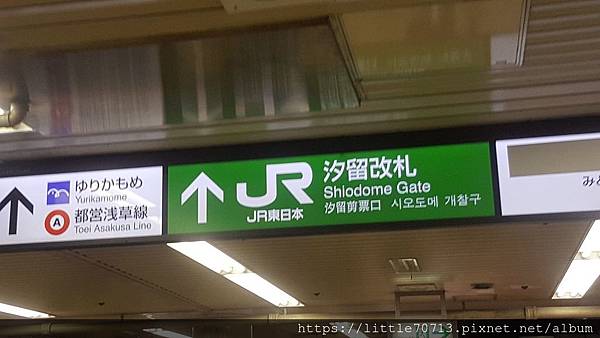 ゆりかもめ
Yurikamome
A 都営浅草線
Toei Asakusa Line
JR
JR東日本
汐留改札
Shiodome Gate
汐留剪票口 시오도메 개찰구
https://little70713.pixnet.net/album